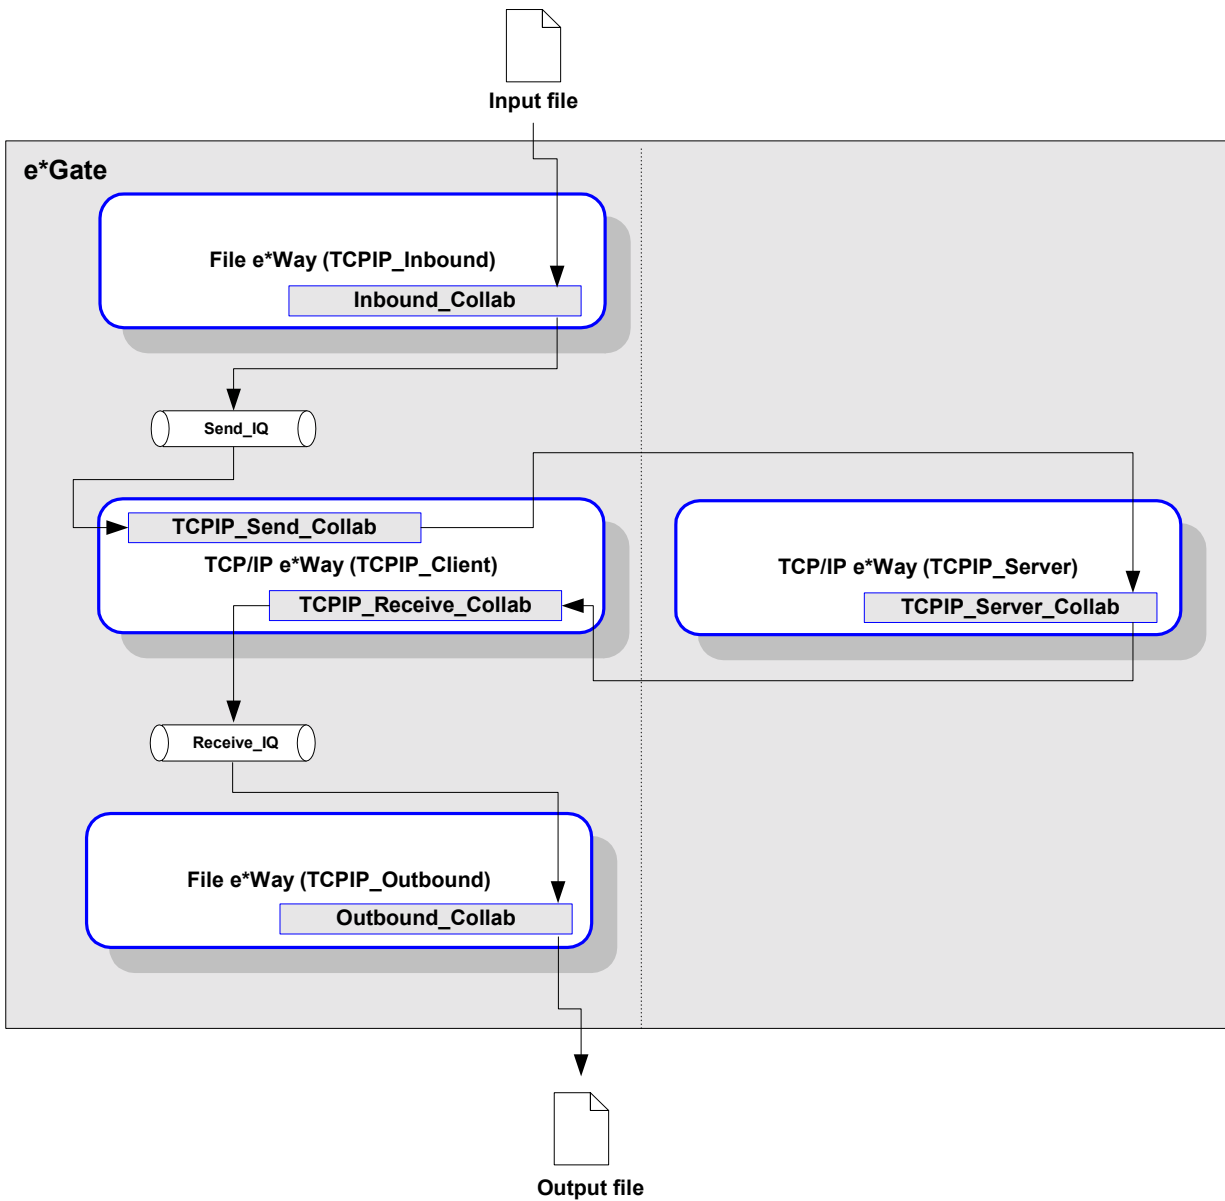 Input file
e*Gate
File e*Way (TCPIP_Inbound)
Inbound_Collab
Send_IQ
TCPIP_Send_Collab
TCP/IP e*Way (TCPIP_Client)
TCPIP_Receive_Collab
TCP/IP e*Way (TCPIP_Server)
TCPIP_Server_Collab
Receive_IQ
File e*Way (TCPIP_Outbound)
Outbound_Collab
Output file